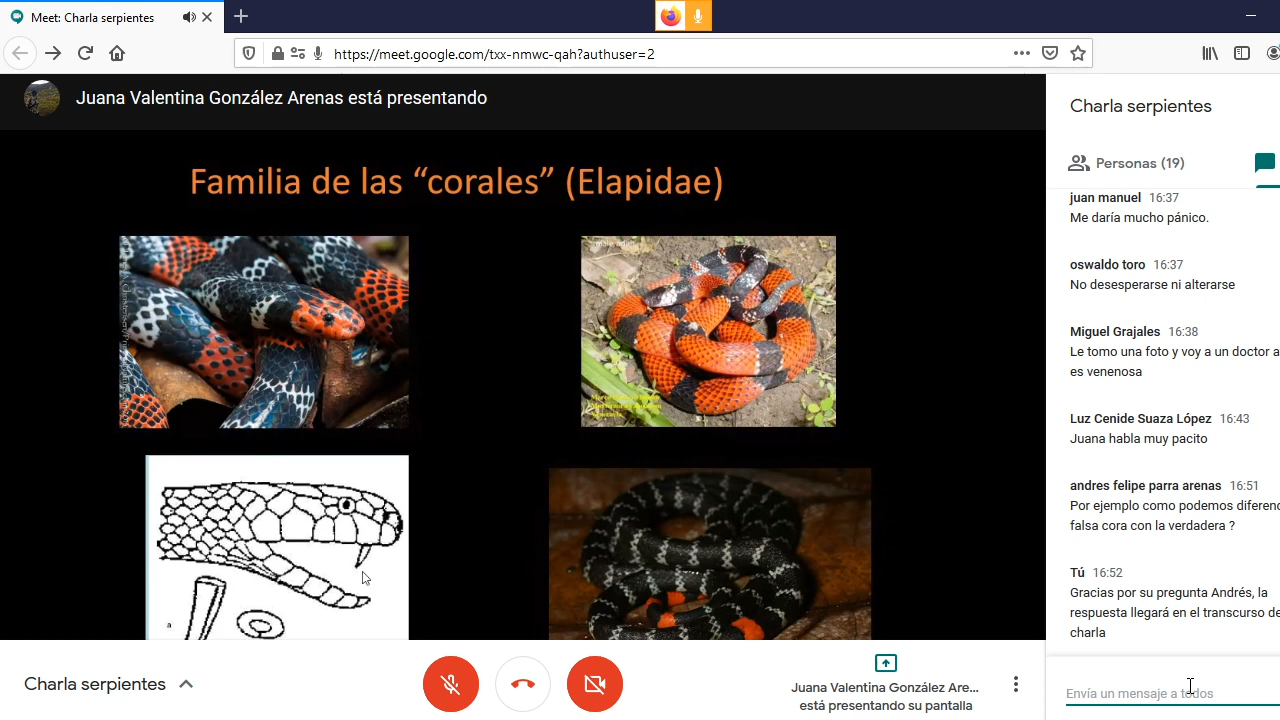 Meet: Charla serpientes
https://meet.google.com/txx-nmwc-qah?authuser=2
Juana Valentina González Arenas está presentando
Familia de las “corales” (Elapidae)
a
Charla serpientes
Personas (19)
juan manuel 16:37
Me daría mucho pánico.
oswaldo toro 16:37
No desesperarse ni alterarse
Miguel Grajales 16:38
Le tomo una foto y voy a un doctor a
es venenosa
Luz Cenide Suaza López 16:43
Juana habla muy pacito
andres felipe parra arenas 16:51
Por ejemplo como podemos diferenc
falsa cora con la verdadera ?
Tú 16:52
Gracias por su pregunta Andrés, la
respuesta llegará en el transcurso de
charla
Envía un mensaje a todos
Charla serpientes
Juana Valentina González Are...
está presentando su pantalla